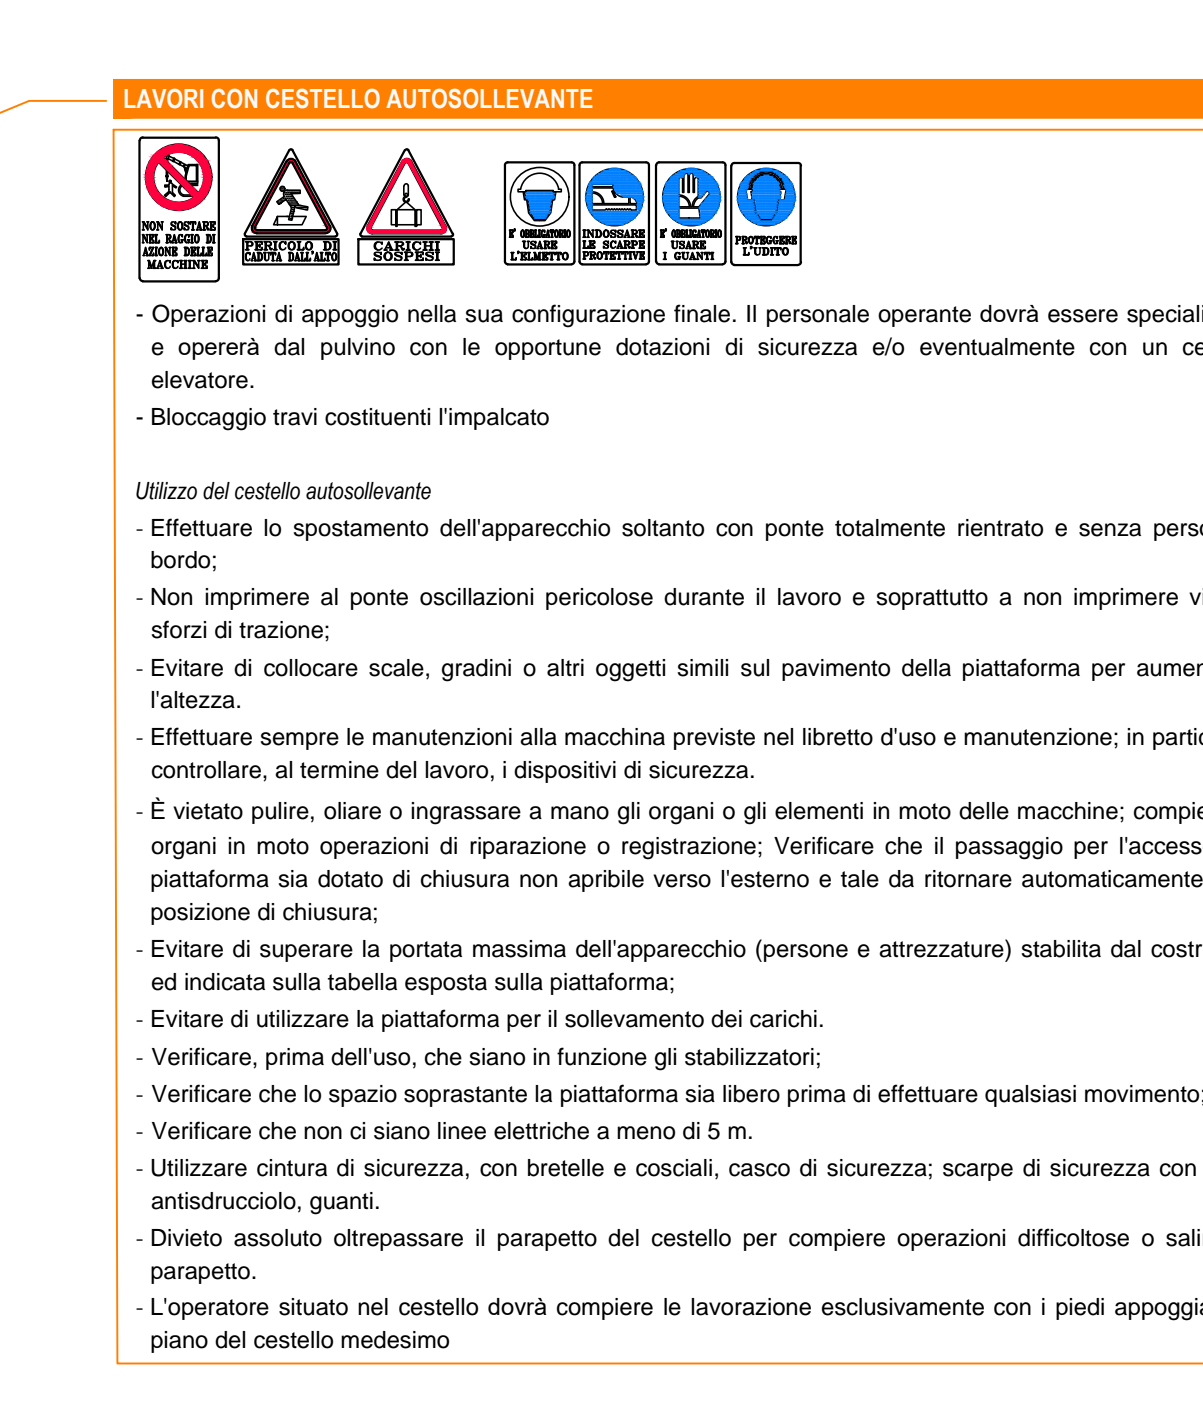 LAVORI CON CESTELLO AUTOSOLLEVANTE
NON SOSTARE
NEL RAGGIO DI
AZIONE DELLE
MACCHINE
PERICOLO DI
CADUTA DALL'ALTO
CARICHI
SOSPESI
E' OBBLIGATORIO
USARE
L'ELMETTO
INDOSSARE
LE SCARPE
PROTETTIVE
E' OBBLIGATORIO
USARE
I GUANTI
PROTEGGERE
L'UDITO
- Operazioni di appoggio nella sua configurazione finale. Il personale operante dovrà essere speciali
e opererà dal pulvino con le opportune dotazioni di sicurezza e/o eventualmente con un ce
elevatore.
- Bloccaggio travi costituenti l'impalcato
Utilizzo del cestello autosollevante
- Effettuare lo spostamento dell'apparecchio soltanto con ponte totalmente rientrato e senza perso
bordo;
- Non imprimere al ponte oscillazioni pericolose durante il lavoro e soprattutto a non imprimere vi
sforzi di trazione;
- Evitare di collocare scale, gradini o altri oggetti simili sul pavimento della piattaforma per aumen
l'altezza.
- Effettuare sempre le manutenzioni alla macchina previste nel libretto d'uso e manutenzione; in partic
controllare, al termine del lavoro, i dispositivi di sicurezza.
- È vietato pulire, oliare o ingrassare a mano gli organi o gli elementi in moto delle macchine; compie
organi in moto operazioni di riparazione o registrazione; Verificare che il passaggio per l'access
piattaforma sia dotato di chiusura non apribile verso l'esterno e tale da ritornare automaticamente
posizione di chiusura;
- Evitare di superare la portata massima dell'apparecchio (persone e attrezzature) stabilita dal costr
ed indicata sulla tabella esposta sulla piattaforma;
- Evitare di utilizzare la piattaforma per il sollevamento dei carichi.
- Verificare, prima dell'uso, che siano in funzione gli stabilizzatori;
- Verificare che lo spazio soprastante la piattaforma sia libero prima di effettuare qualsiasi movimento;
- Verificare che non ci siano linee elettriche a meno di 5 m.
- Utilizzare cintura di sicurezza, con bretelle e cosciali, casco di sicurezza; scarpe di sicurezza con
antisdrucciolo, guanti.
- Divieto assoluto oltrepassare il parapetto del cestello per compiere operazioni difficoltose o sali
parapetto.
- L'operatore situato nel cestello dovrà compiere le lavorazione esclusivamente con i piedi appoggia
piano del cestello medesimo